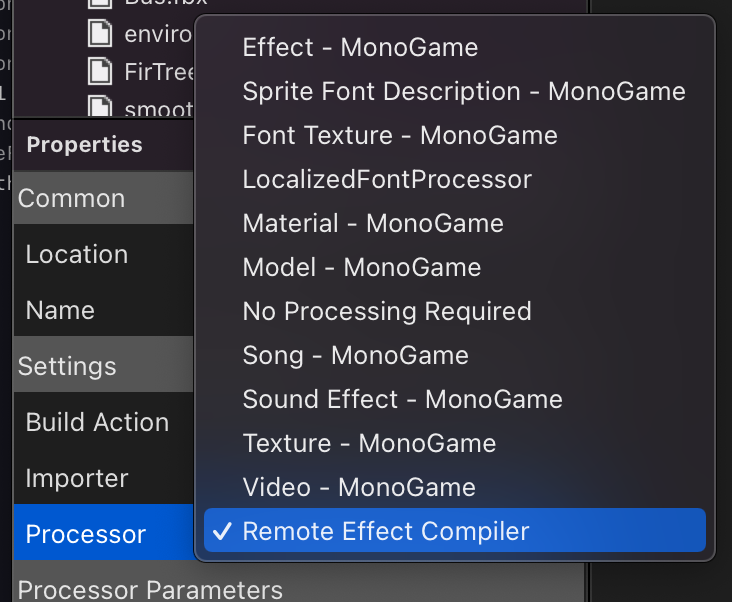 Bus.fbx
enviro
FirTree
smoot
Properties
Common
Location
Name
Settings
Build Action
Importer
Processor
Processor Parameters
Effect - MonoGame
Sprite Font Description - MonoGame
Font Texture - MonoGame
LocalizedFontProcessor
Material - MonoGame
Model - MonoGame
No Processing Required
Song - MonoGame
Sound Effect - MonoGame
Texture - MonoGame
Video - MonoGame
Remote Effect Compiler